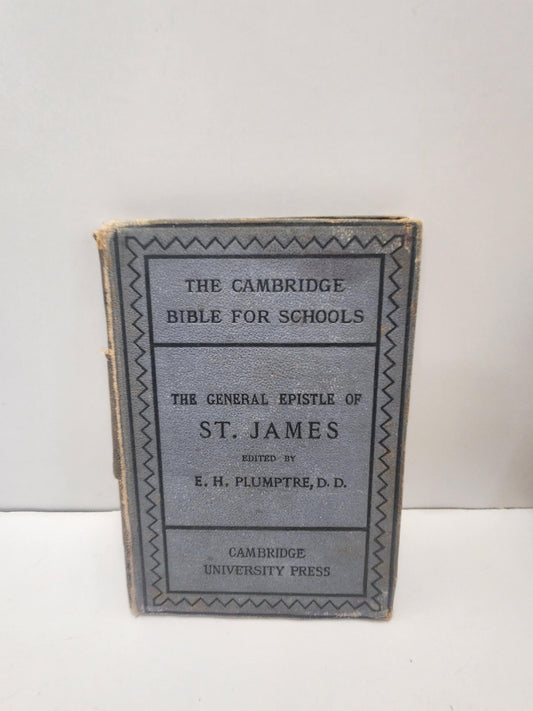 THE CAMBRIDGE
BIBLE FOR SCHOOLS
THE GENERAL EPISTLE OF
ST. JAMES
EDITED BY
E. H. PLUMPTRE, D. D.
CAMBRIDGE
UNIVERSITY PRESS